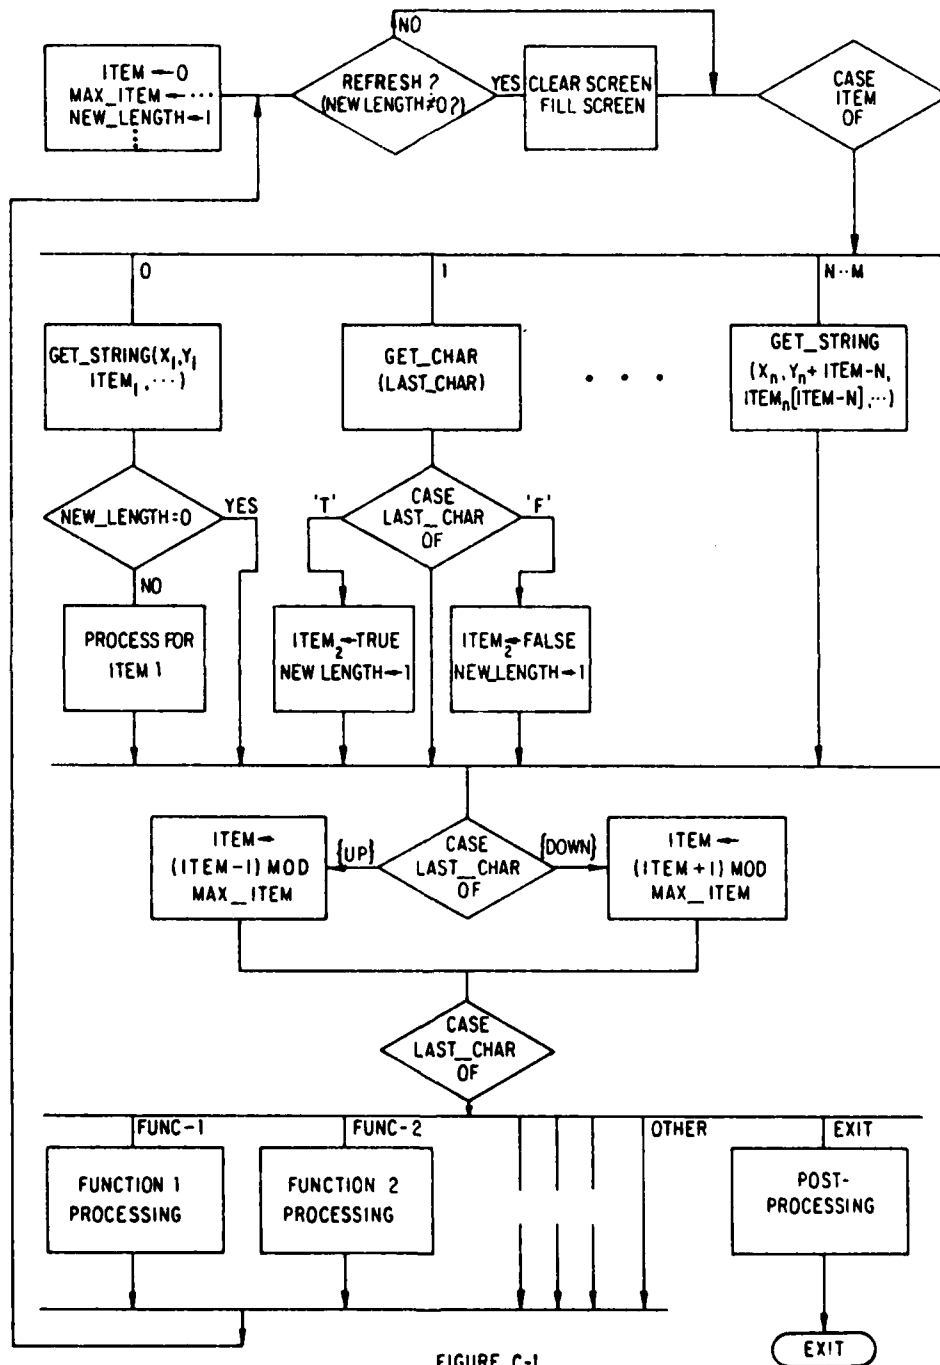 NO
ITEM ← 0
MAX_ITEM ← ...
NEW_LENGTH ← 1
REFRESH ?
(NEW LENGTH ≠ 0?)
YES
CLEAR SCREEN
FILL SCREEN
CASE
ITEM
OF
0
1
N··M
GET_STRING(X₁,Y₁
ITEM₁,···)
GET_CHAR
(LAST_CHAR)
GET_STRING
(Xₙ, Yₙ + ITEM-N,
ITEMₙ[ITEM-N],··)
NEW_LENGTH=0
YES
NO
'T'
CASE
LAST_CHAR
OF
'F'
PROCESS FOR
ITEM 1
ITEM₂←TRUE
NEW LENGTH←1
ITEM₂←FALSE
NEW_LENGTH←1
ITEM←
(ITEM-1) MOD
MAX_ITEM
{UP}
CASE
LAST_CHAR
OF
{DOWN}
ITEM ←
(ITEM+1) MOD
MAX_ITEM
CASE
LAST_CHAR
OF
FUNC-1
FUNC-2
OTHER
EXIT
FUNCTION 1
PROCESSING
FUNCTION 2
PROCESSING
POST-
PROCESSING
EXIT
FIGURE C-1